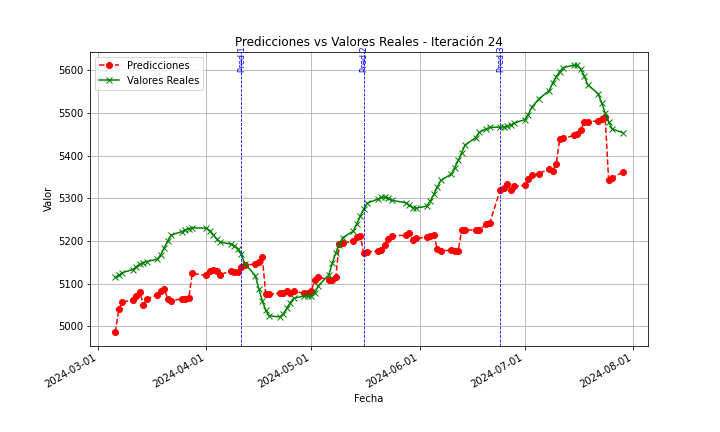 Predicciones vs Valores Reales - Iteración 24
Pred 1
Pred 2
Pred 3
Predicciones
Valores Reales
Valor
5600
5500
5400
5300
5200
5100
5000
2024-03-01
2024-04-01
2024-05-01
2024-06-01
2024-07-01
2024-08-01
Fecha